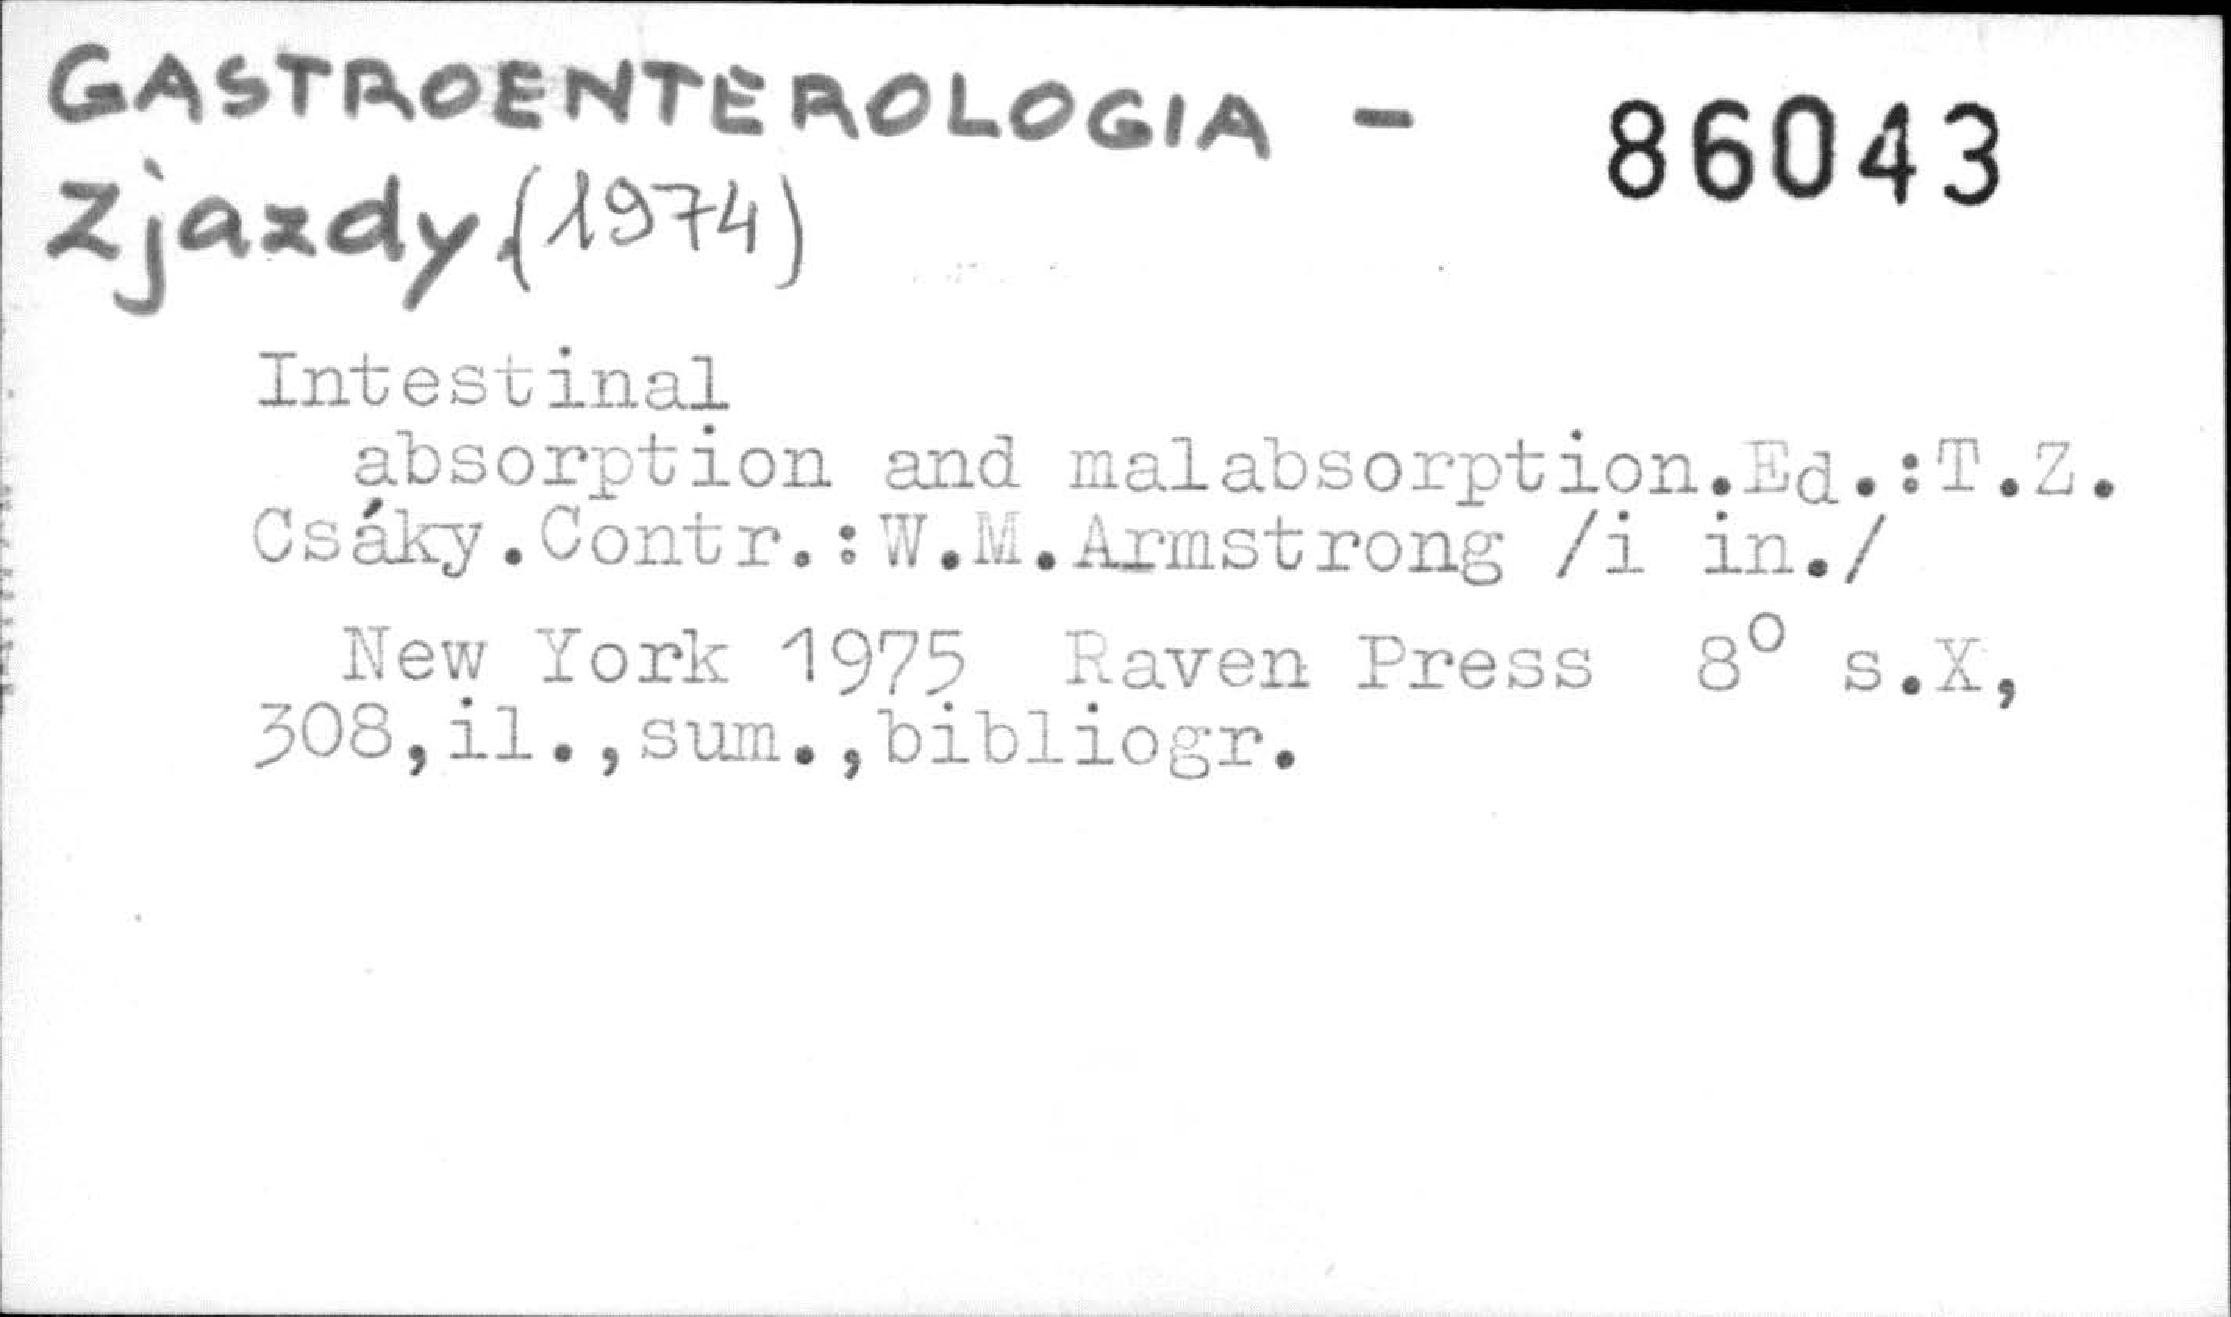 GASTROENTEROLOGIA - 86043
Zjazdy (1974)
Intestinal
absorption and malabsorption.Ed.:T.Z.
Csáky.Contr.:W.M.Armstrong /i in./
New York 1975 Raven Press 8° s.X,
308,il.,sum.,bibliogr.